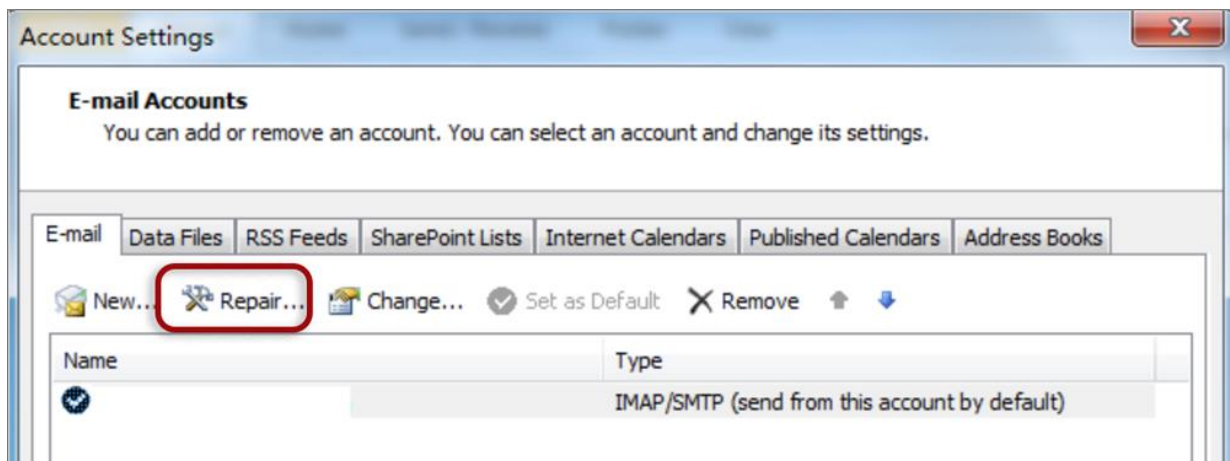 Account Settings
E-mail Accounts
You can add or remove an account. You can select an account and change its settings.
E-mail Data Files RSS Feeds SharePoint Lists Internet Calendars Published Calendars Address Books
New... Repair... Change... Set as Default Remove
Name Type
IMAP/SMTP (send from this account by default)